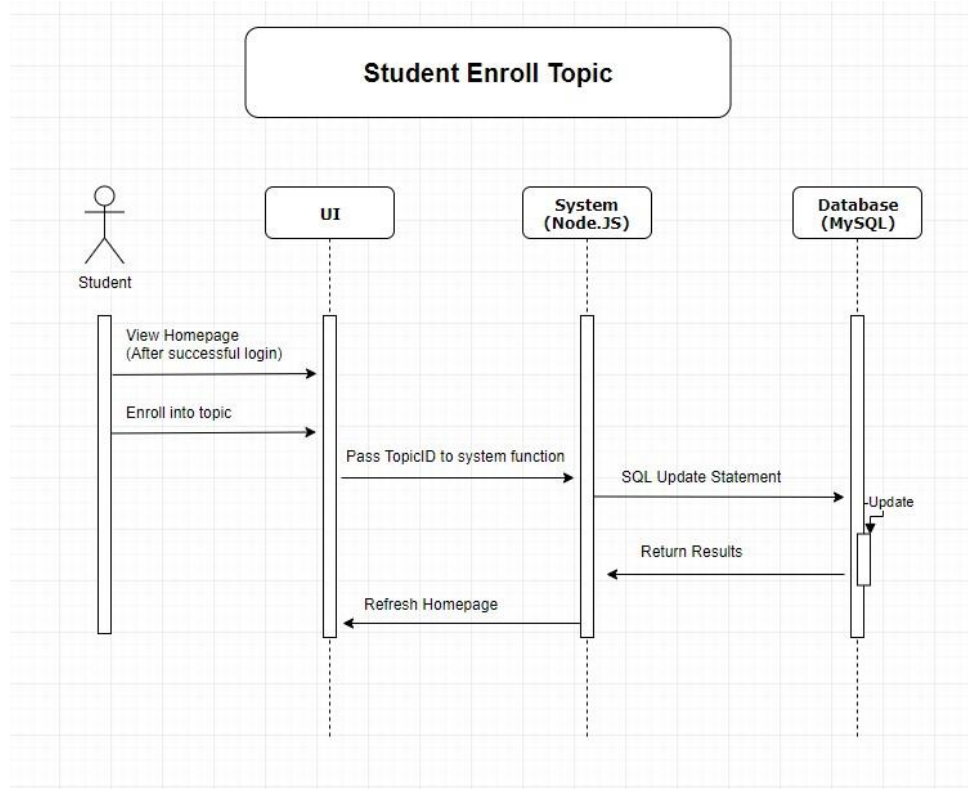 Student Enroll Topic
UI
System
(Node.JS)
Database
(MySQL)
Student
View Homepage
(After successful login)
Enroll into topic
Pass TopicID to system function
SQL Update Statement
-Update
Return Results
Refresh Homepage